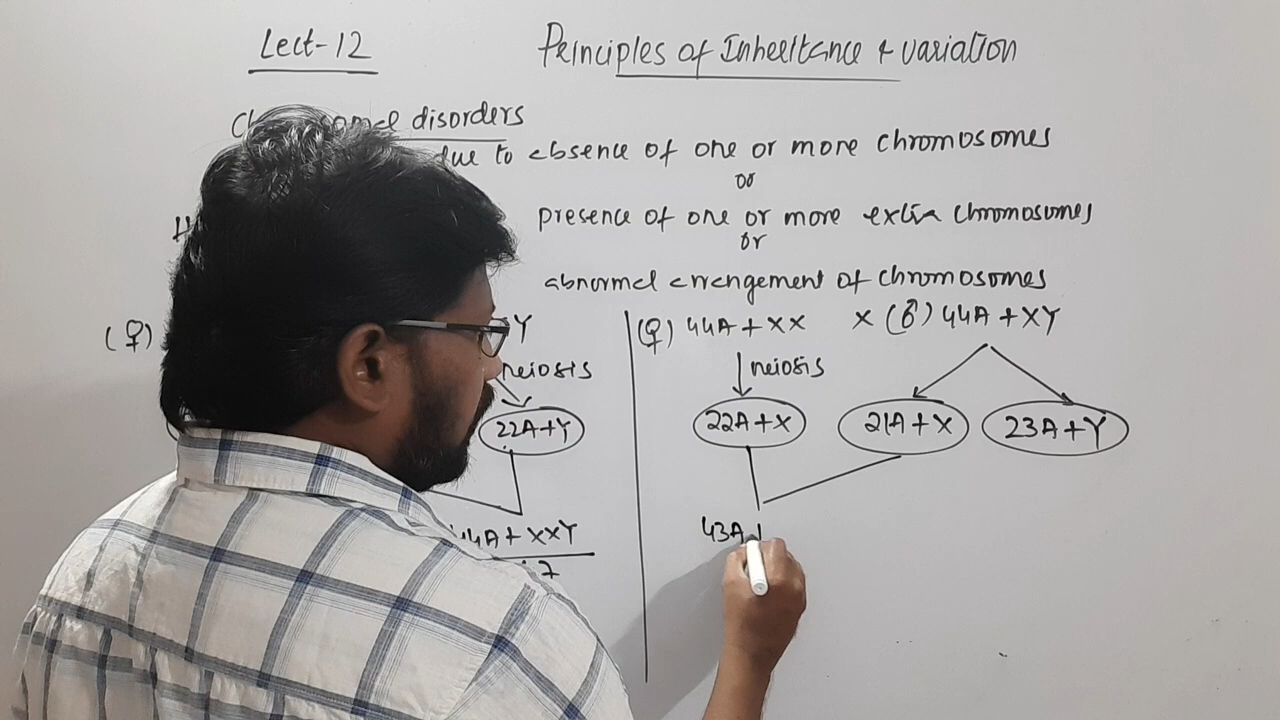 Lect-12
Principles of Inheritance & variation
disorders
due to absence of one or more chromosomes
or
presence of one or more extra chromosomes
or
abnormal arrangement of chromosomes
(♀) Y
meiosis
22A+Y
44A+XXY
47
(♀) 44A+XX X (♂) 44A+XY
meiosis
22A+X 21A+X 23A+Y
43A+